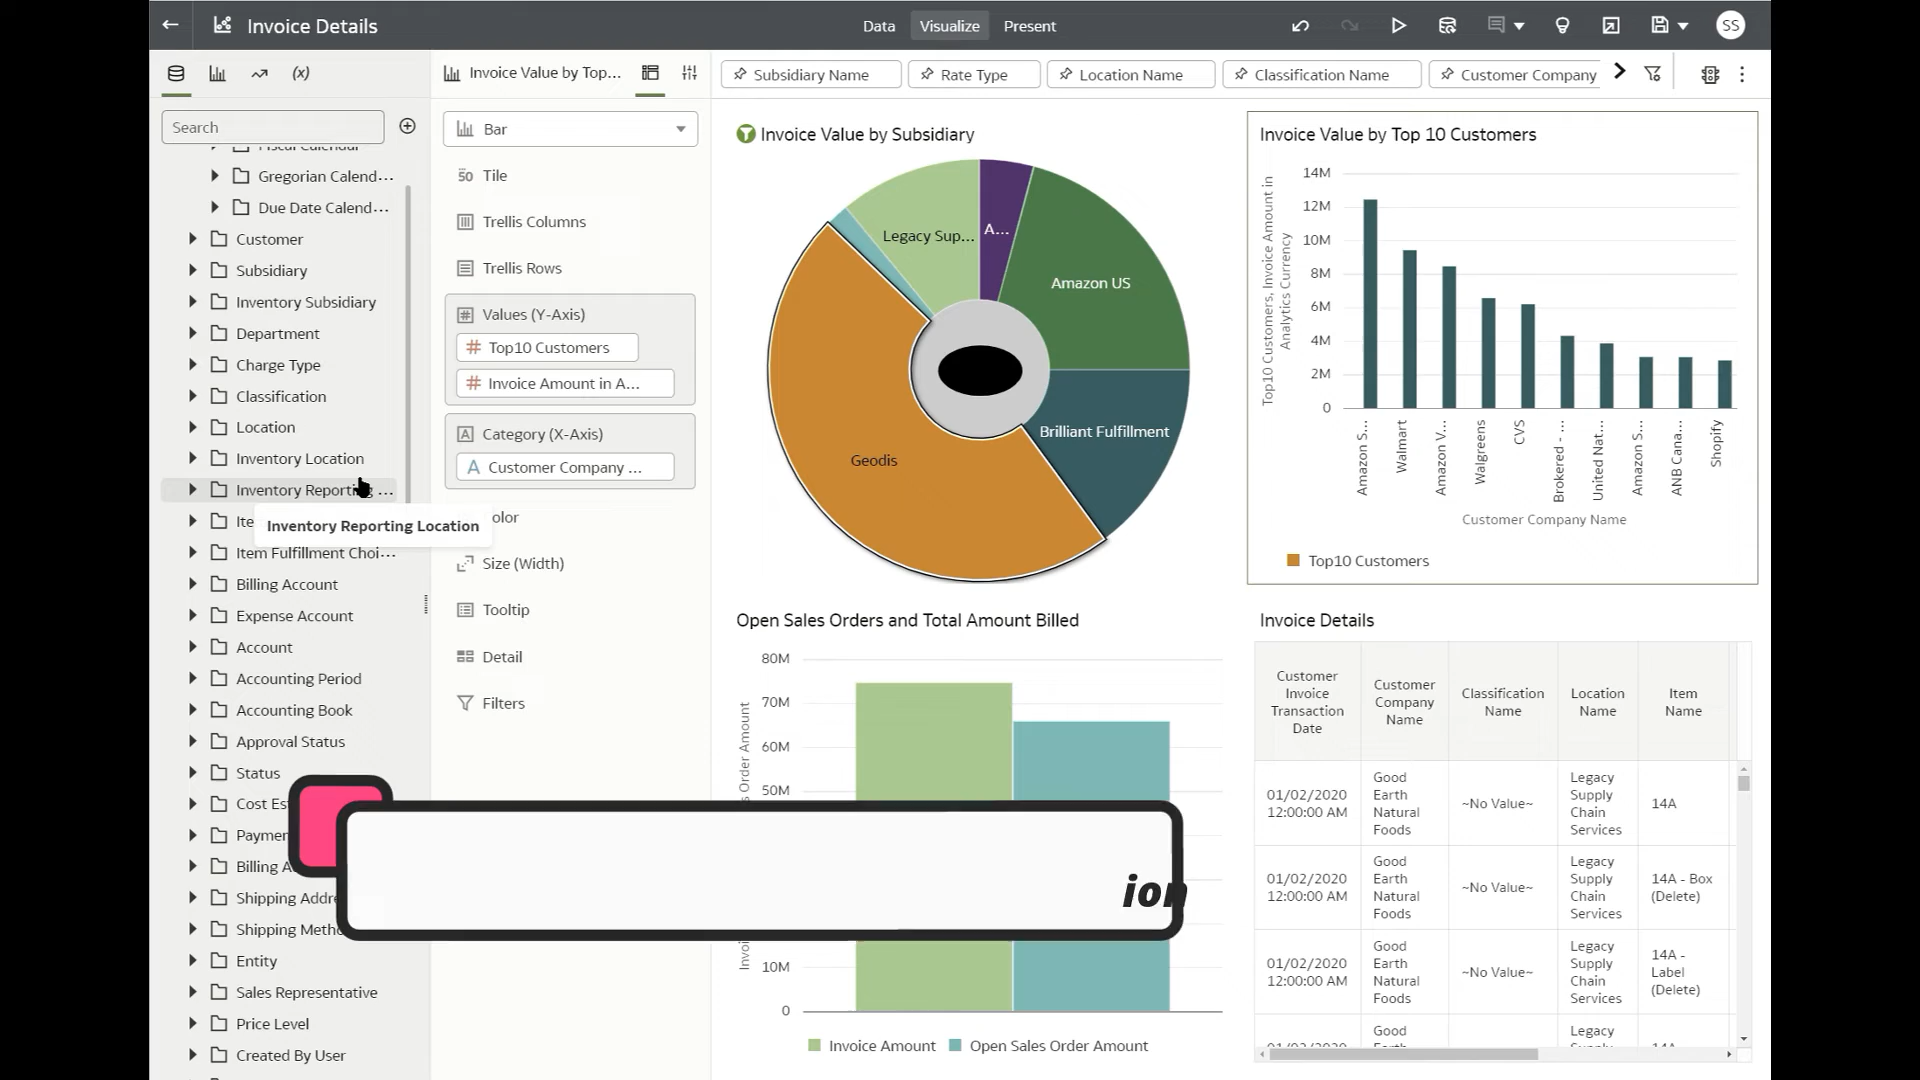 Invoice Details
Data
Visualize
Present
SS
(x)
Search
Fiscal Calendar
Gregorian Calend...
Due Date Calend...
Customer
Subsidiary
Inventory Subsidiary
Department
Charge Type
Classification
Location
Inventory Location
Inventory Reporting ...
Inventory Reporting Location
Ite
Item Fulfillment Choi...
Billing Account
Expense Account
Account
Accounting Period
Accounting Book
Approval Status
Status
Cost Es
Paymen
Billing A
Shipping Addre
Shipping Metho
Entity
Sales Representative
Price Level
Created By User
Invoice Value by Top...
Bar
50 Tile
Trellis Columns
Trellis Rows
Values (Y-Axis)
# Top10 Customers
# Invoice Amount in A...
Category (X-Axis)
A Customer Company ...
olor
Size (Width)
Tooltip
Detail
Filters
Subsidiary Name
Rate Type
Location Name
Classification Name
Customer Company
Invoice Value by Subsidiary
Legacy Sup...
A...
Amazon US
Brilliant Fulfillment
Geodis
Invoice Value by Top 10 Customers
Top10 Customers, Invoice Amount in
Analytics Currency
14M
12M
10M
8M
6M
4M
2M
0
Amazon S...
Walmart
Amazon V...
Walgreens
CVS
Brokered - ...
United Nat...
Amazon S...
ANB Cana...
Shopify
Customer Company Name
Top10 Customers
Open Sales Orders and Total Amount Billed
80M
70M
60M
50M
10M
0
s Order Amount
Invoi
Invoice Amount
Open Sales Order Amount
ion
Invoice Details
Customer Invoice Transaction Date
Customer Company Name
Classification Name
Location Name
Item Name
01/02/2020 12:00:00 AM
Good Earth Natural Foods
~No Value~
Legacy Supply Chain Services
14A
01/02/2020 12:00:00 AM
Good Earth Natural Foods
~No Value~
Legacy Supply Chain Services
14A - Box (Delete)
01/02/2020 12:00:00 AM
Good Earth Natural Foods
~No Value~
Legacy Supply Chain Services
14A - Label (Delete)
Good
Legacy